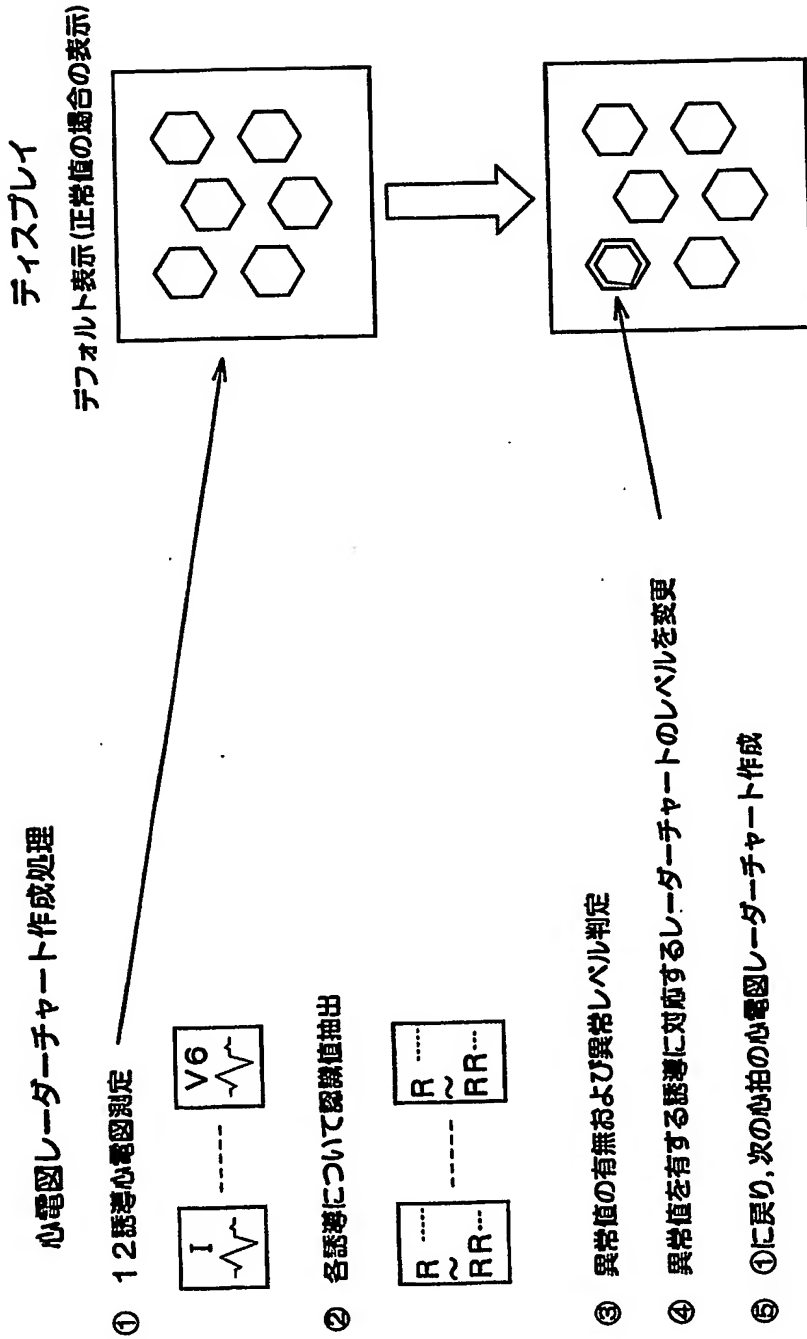 心電図レーダーチャート作成処理
① 12誘導心電図測定
I ------ V6
② 各誘導について認識値抽出
R ...... ------ R ......
~ ~
RR... RR...
③ 異常値の有無および異常レベル判定
④ 異常値を有する誘導に対応するレーダーチャートのレベルを変更
⑤ ①に戻り,次の心拍の心電図レーダーチャート作成
ディスプレイ
デフォルト表示(正常値の場合の表示)